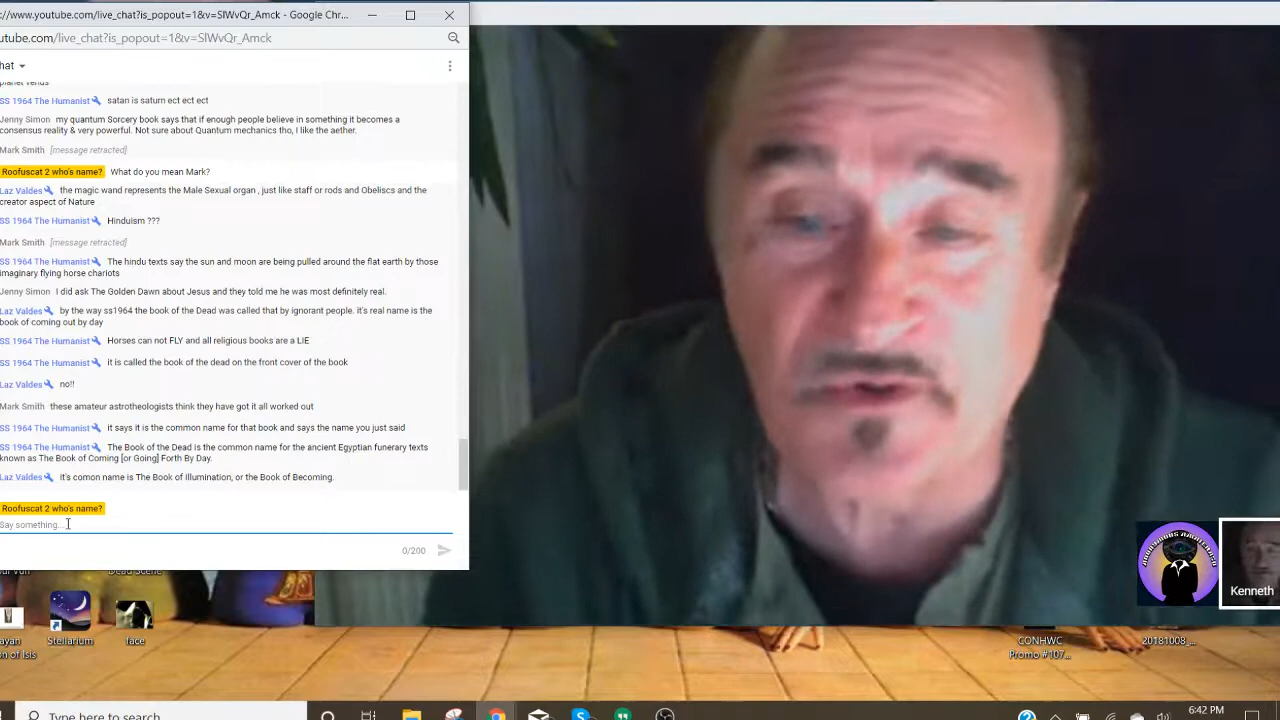 ://www.youtube.com/live_chat?is_popout=1&v=SlWvQr_Amck - Google Chr...
utube.com/live_chat?is_popout=1&v=SlWvQr_Amck
hat
planet venus
SS 1964 The Humanist satan is saturn ect ect ect
Jenny Simon my quantum Sorcery book says that if enough people believe in something it becomes a
consensus reality & very powerful. Not sure about Quantum mechanics tho, I like the aether.
Mark Smith [message retracted]
Roofuscat 2 who's name? What do you mean Mark?
Laz Valdes the magic wand represents the Male Sexual organ , just like staff or rods and Obeliscs and the
creator aspect of Nature
SS 1964 The Humanist Hinduism ???
Mark Smith [message retracted]
SS 1964 The Humanist The hindu texts say the sun and moon are being pulled around the flat earth by those
imaginary flying horse chariots
Jenny Simon I did ask The Golden Dawn about Jesus and they told me he was most definitely real.
Laz Valdes by the way ss1964 the book of the Dead was called that by ignorant people. it's real name is the
book of coming out by day
SS 1964 The Humanist Horses can not FLY and all religious books are a LIE
SS 1964 The Humanist it is called the book of the dead on the front cover of the book
Laz Valdes no!!
Mark Smith these amateur astrotheologists think they have got it all worked out
SS 1964 The Humanist it says it is the common name for that book and says the name you just said
SS 1964 The Humanist The Book of the Dead is the common name for the ancient Egyptian funerary texts
known as The Book of Coming [or Going] Forth By Day.
Laz Valdes it's comon name is The Book of Illumination, or the Book of Becoming.
Roofuscat 2 who's name?
Say something...
0/200
Kenneth
Dead Scene
ayan
on of Isis
Stellarium
face
CONHWC
Promo #107...
20181008_...
Type here to search
6:42 PM